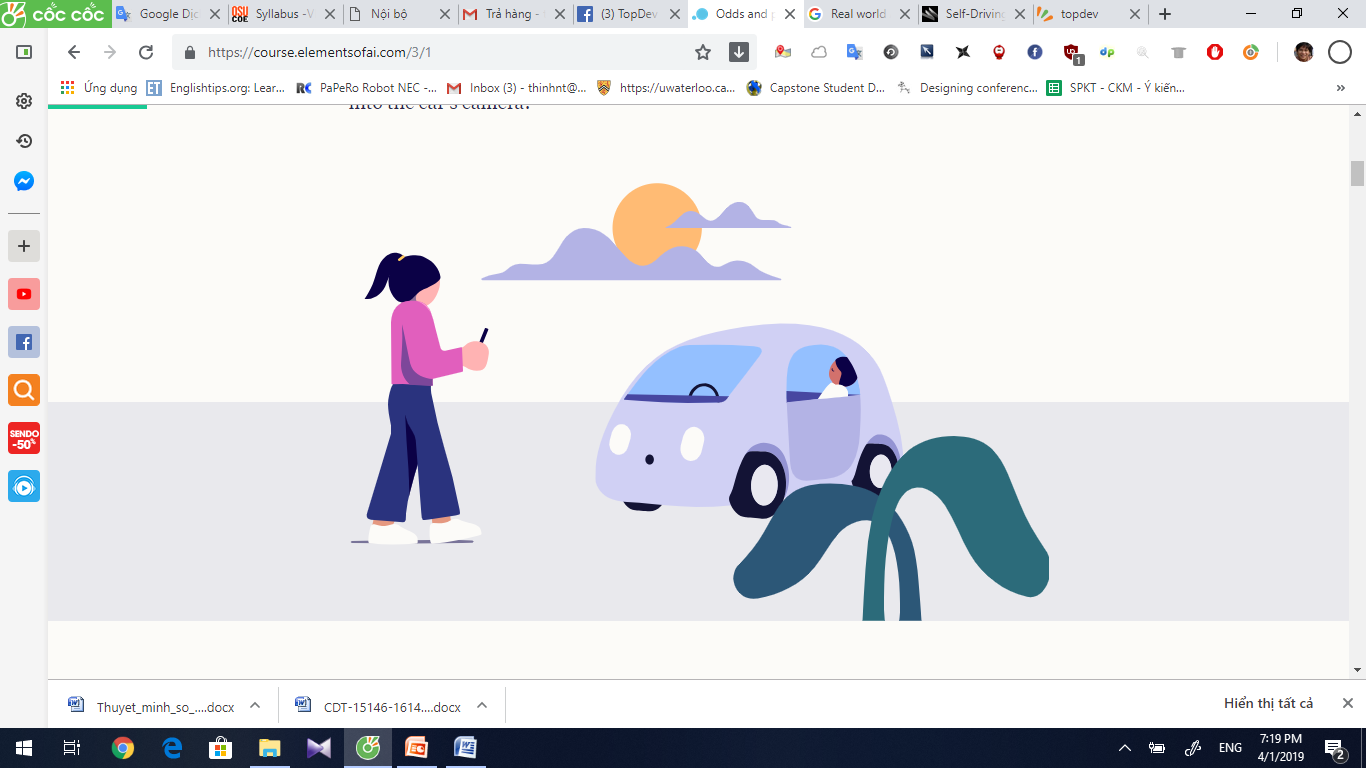 cốc cốc
Google Dịc
Syllabus -V
Nội bộ
Trả hàng -
(3) TopDev
Odds and p
Real world
Self-Driving
topdev
https://course.elementsofai.com/3/1
1
Ứng dụng
Englishtips.org: Lear...
PaPeRo Robot NEC -...
Inbox (3) - thinhnt@...
https://uwaterloo.ca...
Capstone Student D...
Designing conferenc...
SPKT - CKM - Ý kiến...
into the car's camera?
SENDO
-50%
Thuyet_minh_so_....docx
CDT-15146-1614....docx
Hiển thị tất cả
ENG
7:19 PM
4/1/2019
2